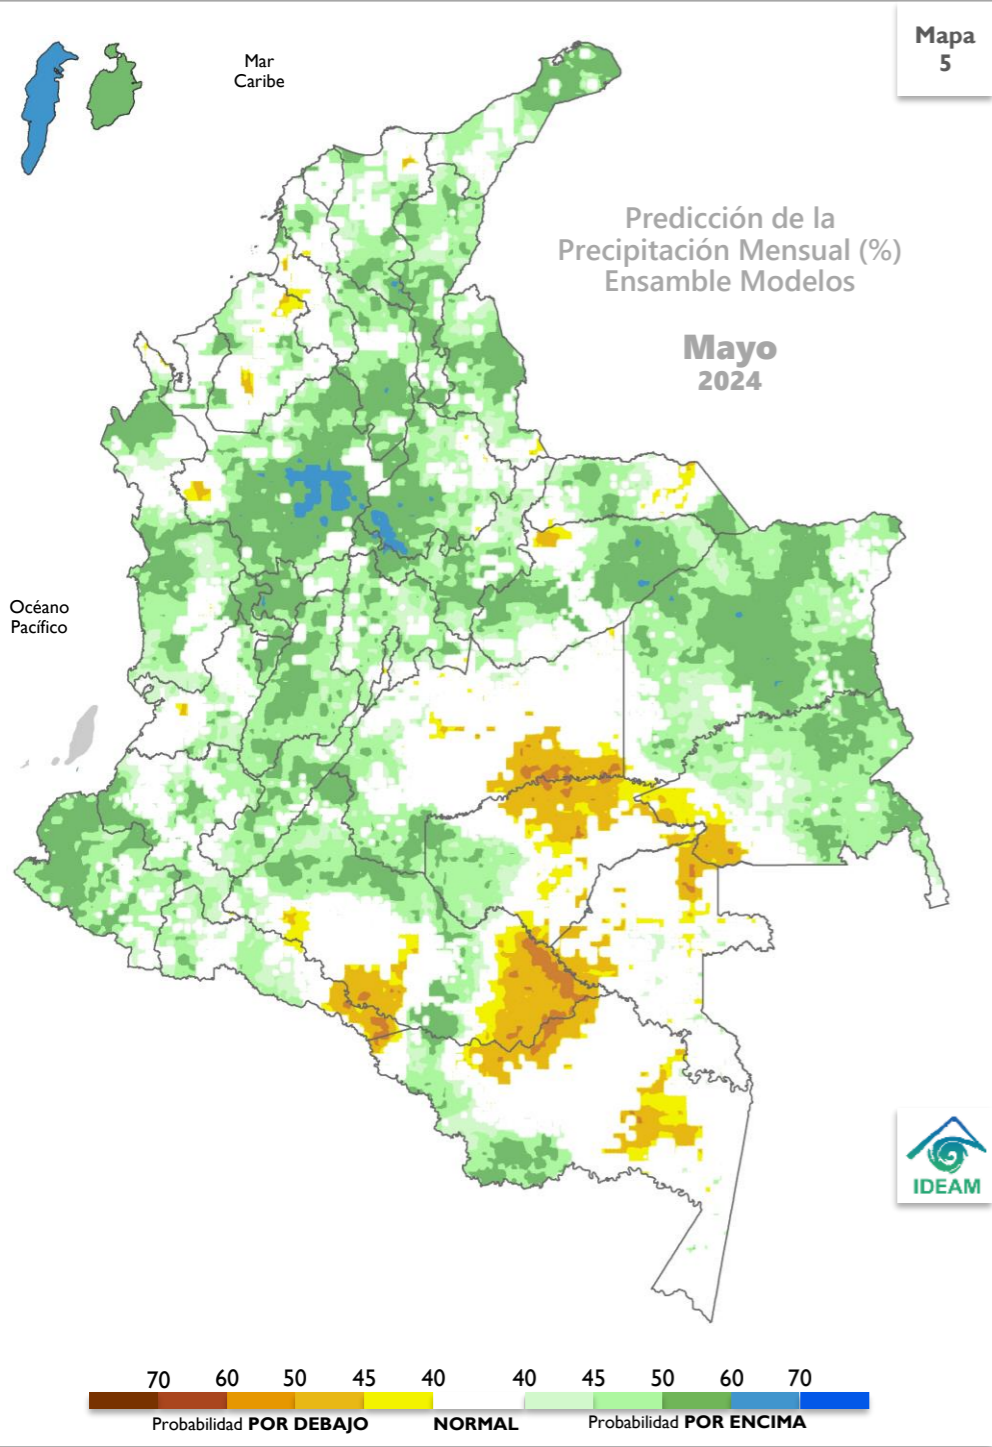 Mapa
5
Mar
Caribe
Predicción de la
Precipitación Mensual (%)
Ensamble Modelos
Mayo
2024
Océano
Pacífico
IDEAM
70 60 50 45 40 40 45 50 60 70
Probabilidad POR DEBAJO NORMAL Probabilidad POR ENCIMA